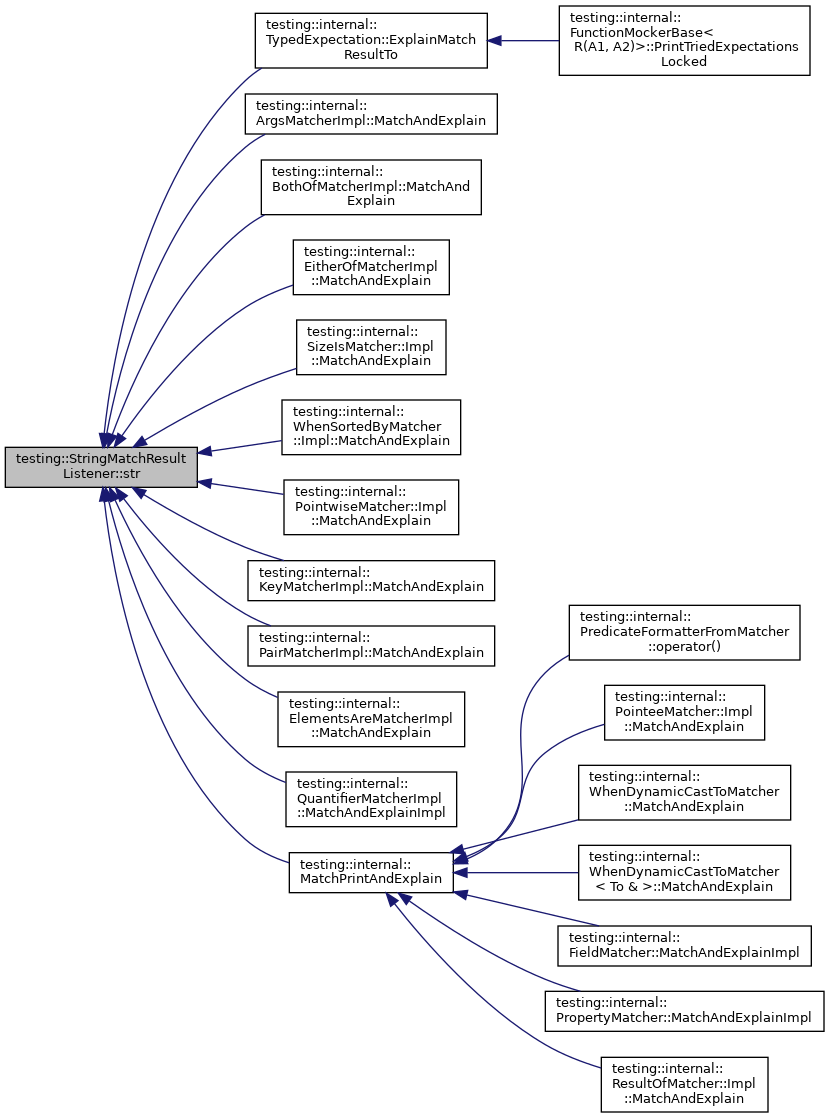 testing::internal::
TypedExpectation::ExplainMatch
ResultTo
testing::internal::
FunctionMockerBase<
R(A1, A2)>::PrintTriedExpectations
Locked
testing::internal::
ArgsMatcherImpl::MatchAndExplain
testing::internal::
BothOfMatcherImpl::MatchAnd
Explain
testing::internal::
EitherOfMatcherImpl
::MatchAndExplain
testing::internal::
SizeIsMatcher::Impl
::MatchAndExplain
testing::internal::
WhenSortedByMatcher
::Impl::MatchAndExplain
testing::StringMatchResult
Listener::str
testing::internal::
PointwiseMatcher::Impl
::MatchAndExplain
testing::internal::
KeyMatcherImpl::MatchAndExplain
testing::internal::
PairMatcherImpl::MatchAndExplain
testing::internal::
ElementsAreMatcherImpl
::MatchAndExplain
testing::internal::
QuantifierMatcherImpl
::MatchAndExplainImpl
testing::internal::
MatchPrintAndExplain
testing::internal::
PredicateFormatterFromMatcher
::operator()
testing::internal::
PointeeMatcher::Impl
::MatchAndExplain
testing::internal::
WhenDynamicCastToMatcher
::MatchAndExplain
testing::internal::
WhenDynamicCastToMatcher
< To & >::MatchAndExplain
testing::internal::
FieldMatcher::MatchAndExplainImpl
testing::internal::
PropertyMatcher::MatchAndExplainImpl
testing::internal::
ResultOfMatcher::Impl
::MatchAndExplain